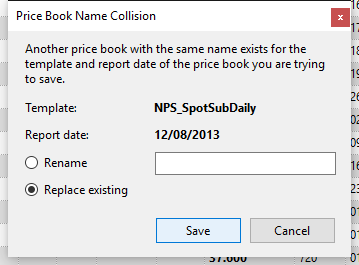 Price Book Name Collision
Another price book with the same name exists for the
template and report date of the price book you are trying
to save.
Template: NPS_SpotSubDaily
Report date: 12/08/2013
Rename
Replace existing
Save Cancel
37.600 720